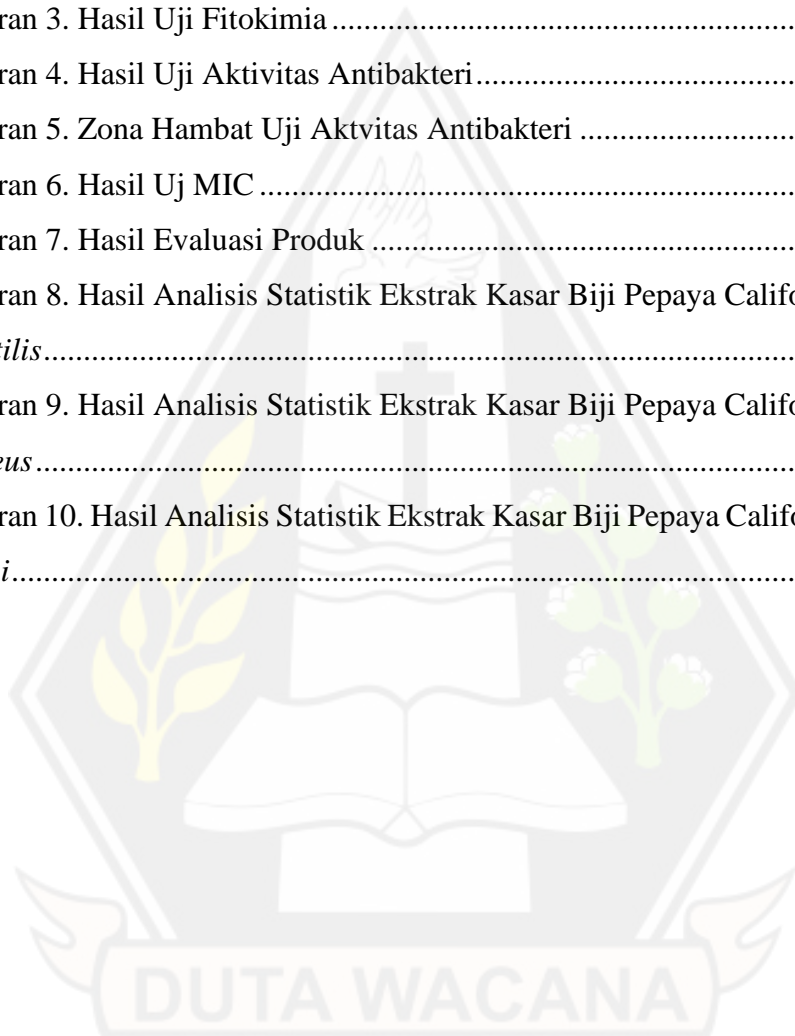 ran 3. Hasil Uji Fitokimia ...........................................................
ran 4. Hasil Uji Aktivitas Antibakteri.........................................
ran 5. Zona Hambat Uji Aktvitas Antibakteri ...........................
ran 6. Hasil Uj MIC ....................................................................
ran 7. Hasil Evaluasi Produk ......................................................
ran 8. Hasil Analisis Statistik Ekstrak Kasar Biji Pepaya Califo
tilis................................................................................................
ran 9. Hasil Analisis Statistik Ekstrak Kasar Biji Pepaya Califo
eus.................................................................................................
ran 10. Hasil Analisis Statistik Ekstrak Kasar Biji Pepaya Califo
i....................................................................................................
DUTA WACANA